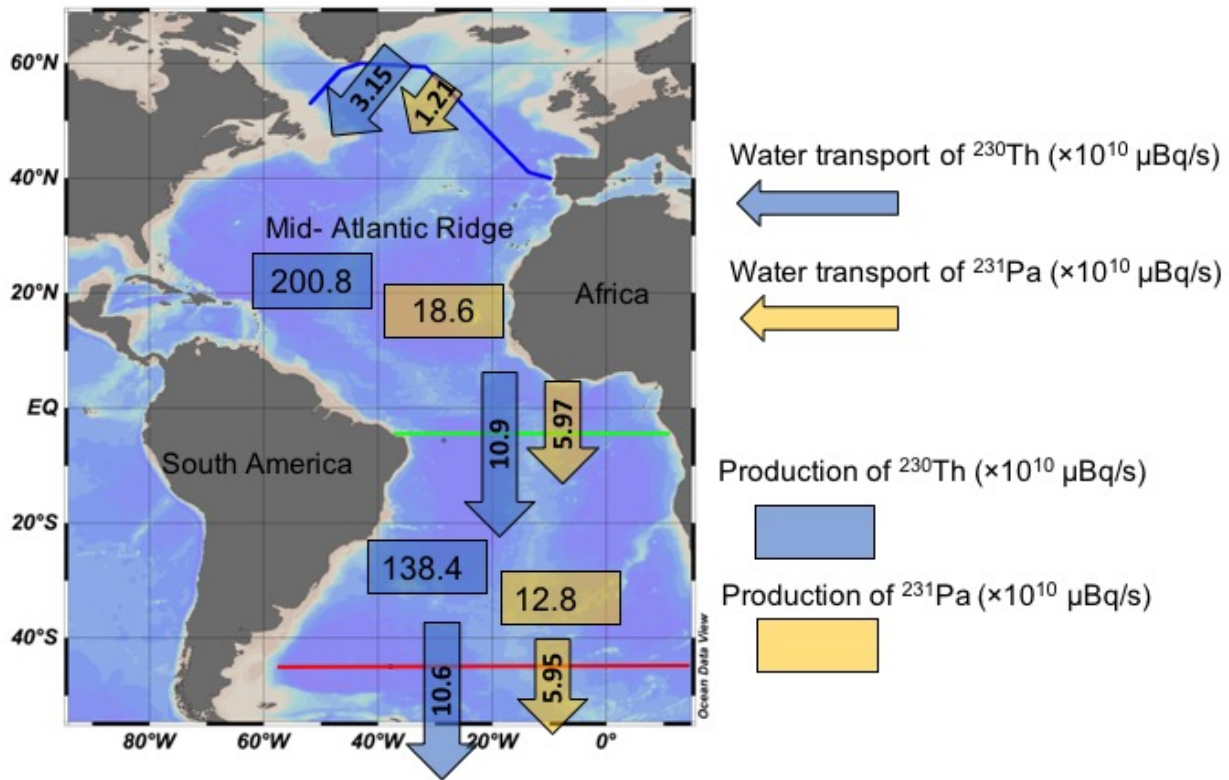 60°N
3.15
1.21
40°N
Mid- Atlantic Ridge
200.8
18.6
20°N
Africa
EQ
10.9
5.97
South America
20°S
138.4
12.8
40°S
10.6
5.95
80°W
60°W
40°W
20°W
0°
Ocean Data View
Water transport of ²³⁰Th (×10¹⁰ µBq/s)
Water transport of ²³¹Pa (×10¹⁰ µBq/s)
Production of ²³⁰Th (×10¹⁰ µBq/s)
Production of ²³¹Pa (×10¹⁰ µBq/s)